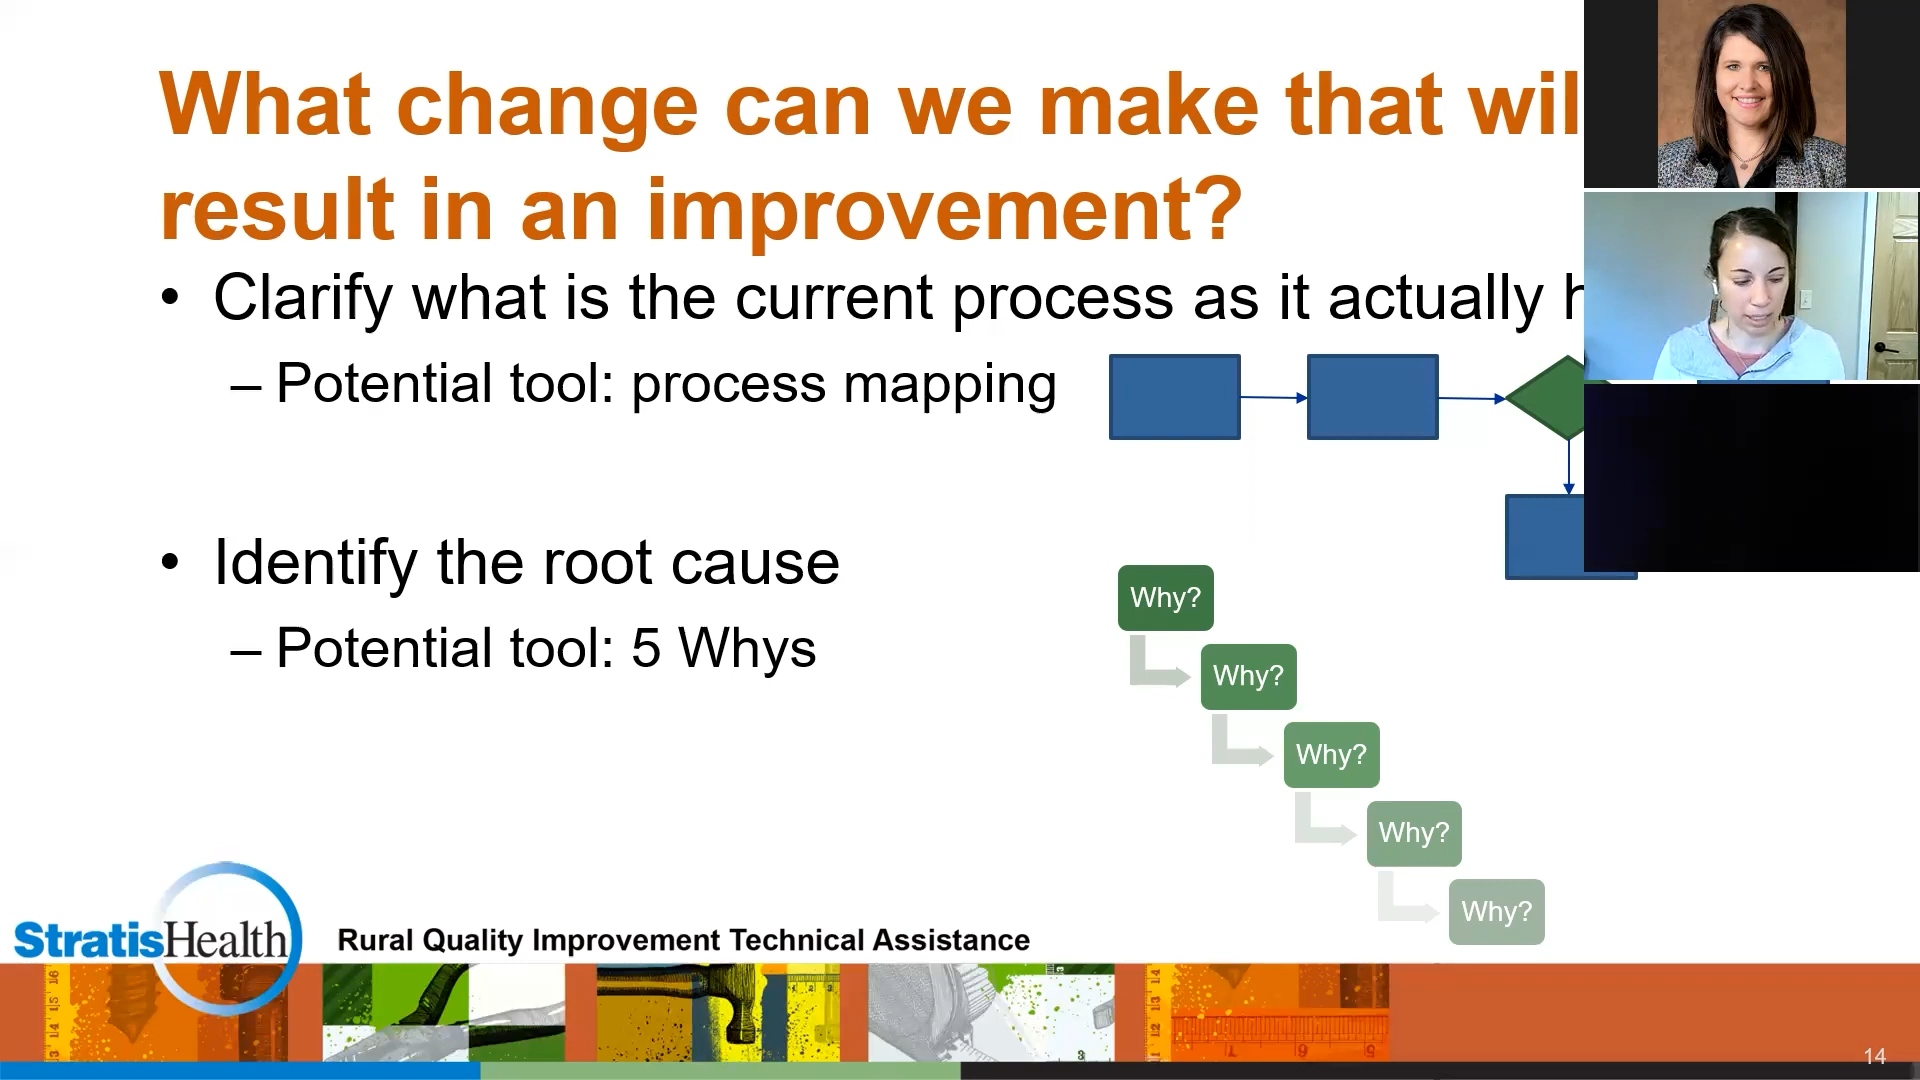 What change can we make that wil
result in an improvement?
• Clarify what is the current process as it actually
– Potential tool: process mapping
• Identify the root cause
– Potential tool: 5 Whys
Why?
Why?
Why?
Why?
Why?
StratisHealth
Rural Quality Improvement Technical Assistance
14